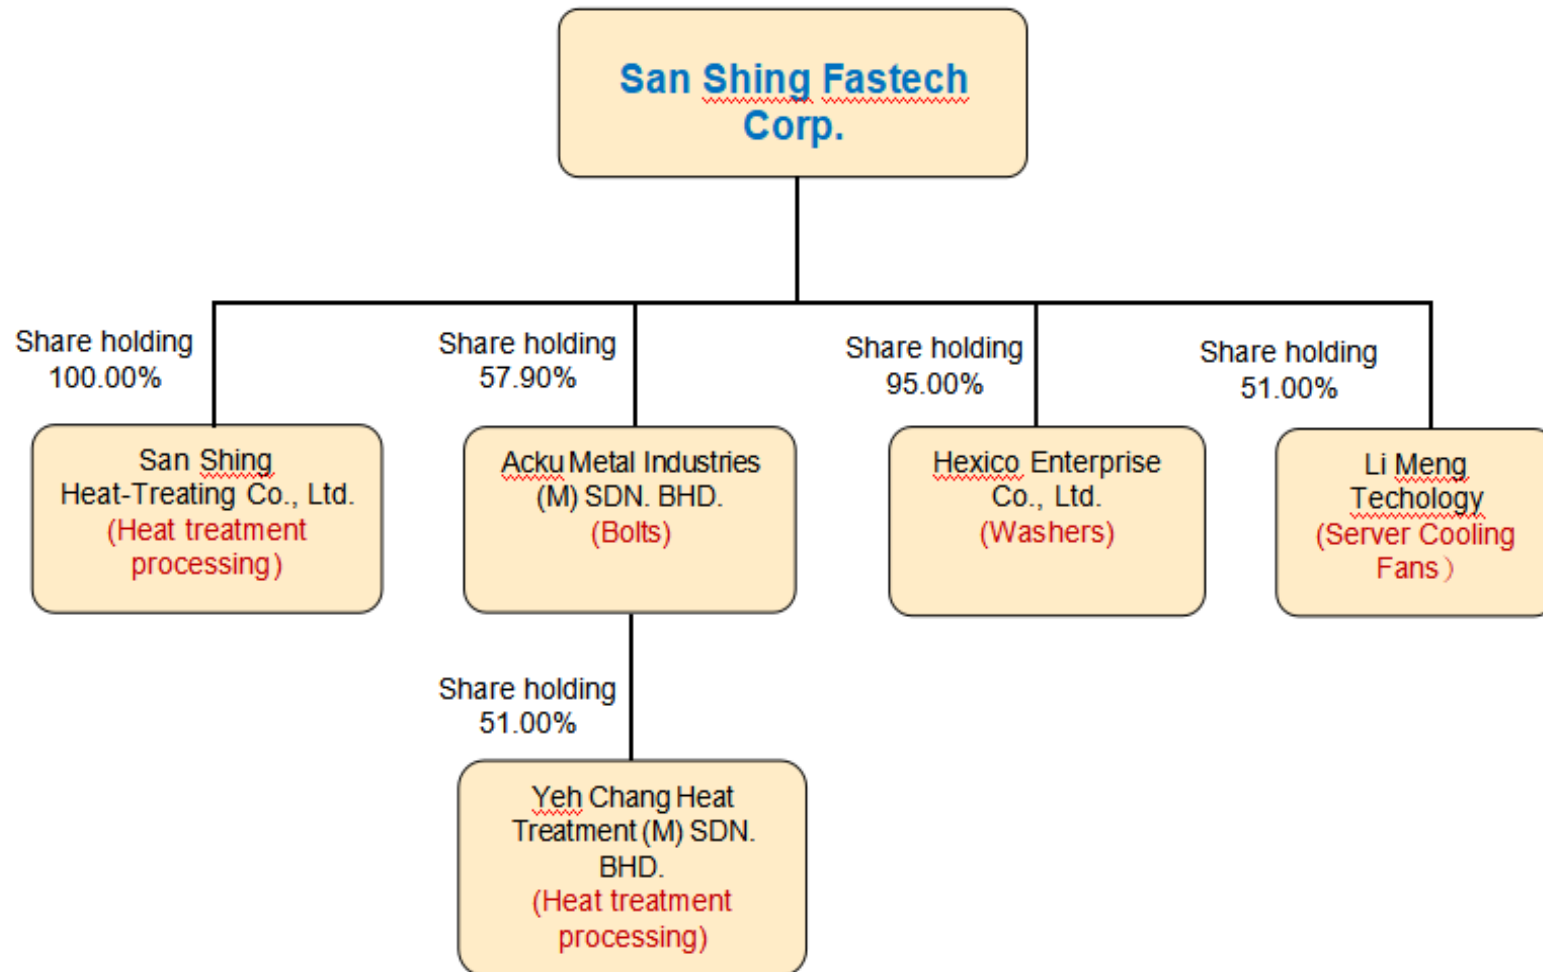 San Shing Fastech
Corp.
Share holding
100.00%
Share holding
57.90%
Share holding
95.00%
Share holding
51.00%
San Shing
Heat-Treating Co., Ltd.
(Heat treatment
processing)
Acku Metal Industries
(M) SDN. BHD.
(Bolts)
Hexico Enterprise
Co., Ltd.
(Washers)
Li Meng
Techology
(Server Cooling
Fans）
Share holding
51.00%
Yeh Chang Heat
Treatment (M) SDN.
BHD.
(Heat treatment
processing)